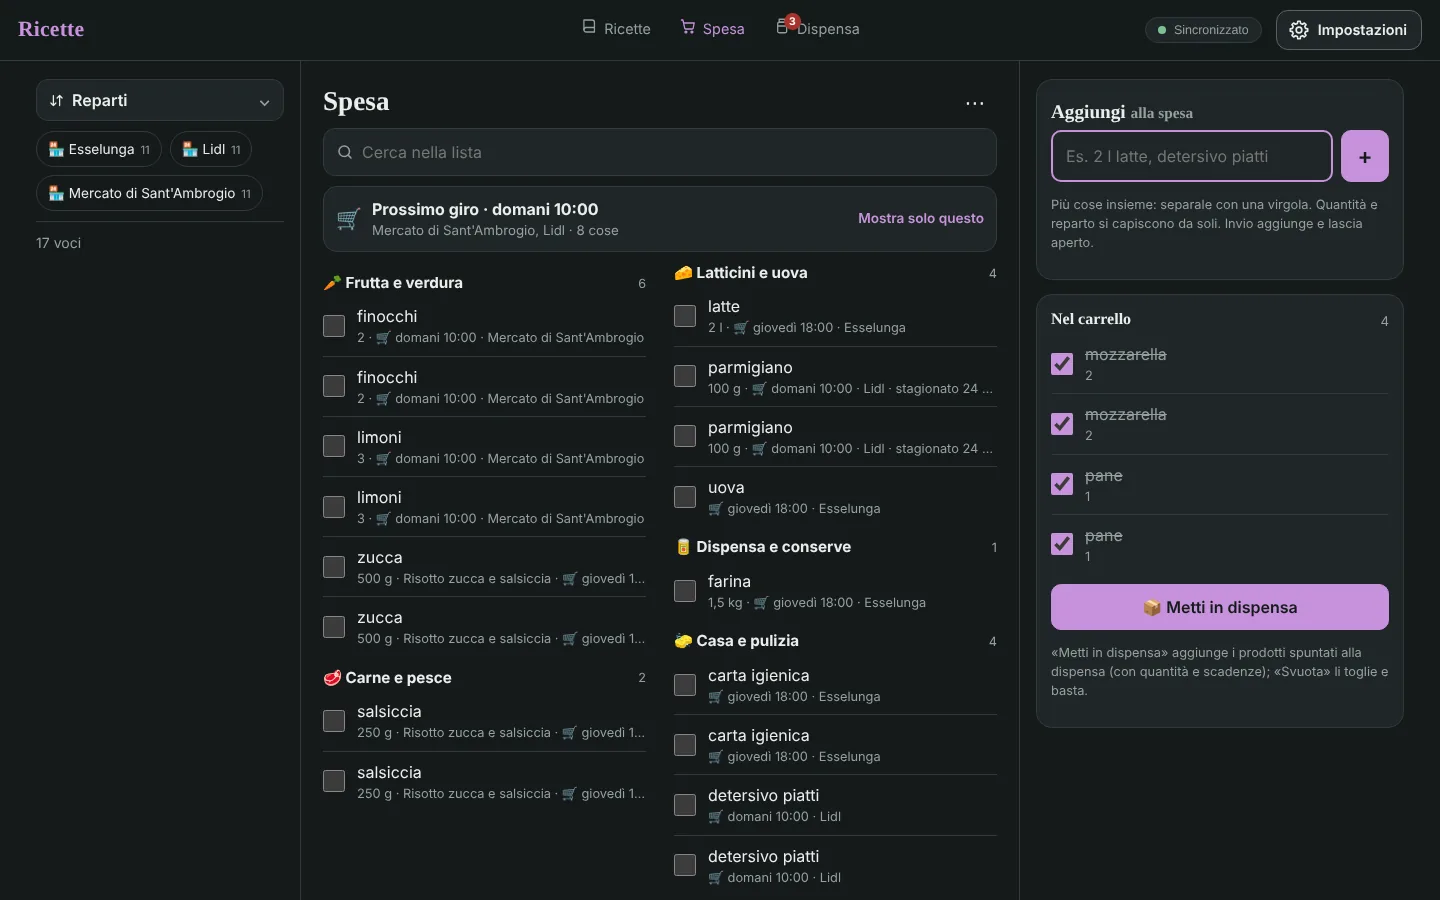 Ricette
Ricette
Spesa
3
Dispensa
Sincronizzato
Impostazioni
Reparti
Esselunga 11
Lidl 11
Mercato di Sant'Ambrogio 11
17 voci
Spesa
...
Cerca nella lista
Prossimo giro · domani 10:00
Mercato di Sant'Ambrogio, Lidl · 8 cose
Mostra solo questo
Frutta e verdura 6
finocchi
2 · 🛒 domani 10:00 · Mercato di Sant'Ambrogio
finocchi
2 · 🛒 domani 10:00 · Mercato di Sant'Ambrogio
limoni
3 · 🛒 domani 10:00 · Mercato di Sant'Ambrogio
limoni
3 · 🛒 domani 10:00 · Mercato di Sant'Ambrogio
zucca
500 g · Risotto zucca e salsiccia · 🛒 giovedì 1...
zucca
500 g · Risotto zucca e salsiccia · 🛒 giovedì 1...
Carne e pesce 2
salsiccia
250 g · Risotto zucca e salsiccia · 🛒 giovedì 1...
salsiccia
250 g · Risotto zucca e salsiccia · 🛒 giovedì 1...
Latticini e uova 4
latte
2 l · 🛒 giovedì 18:00 · Esselunga
parmigiano
100 g · 🛒 domani 10:00 · Lidl · stagionato 24 ...
parmigiano
100 g · 🛒 domani 10:00 · Lidl · stagionato 24 ...
uova
🛒 giovedì 18:00 · Esselunga
Dispensa e conserve 1
farina
1,5 kg · 🛒 giovedì 18:00 · Esselunga
Casa e pulizia 4
carta igienica
🛒 giovedì 18:00 · Esselunga
carta igienica
🛒 giovedì 18:00 · Esselunga
detersivo piatti
🛒 domani 10:00 · Lidl
detersivo piatti
🛒 domani 10:00 · Lidl
Aggiungi alla spesa
Es. 2 l latte, detersivo piatti
+
Più cose insieme: separale con una virgola. Quantità e
reparto si capiscono da soli. Invio aggiunge e lascia
aperto.
Nel carrello 4
mozzarella
2
mozzarella
2
pane
1
pane
1
📦 Metti in dispensa
«Metti in dispensa» aggiunge i prodotti spuntati alla
dispensa (con quantità e scadenze); «Svuota» li toglie e
basta.